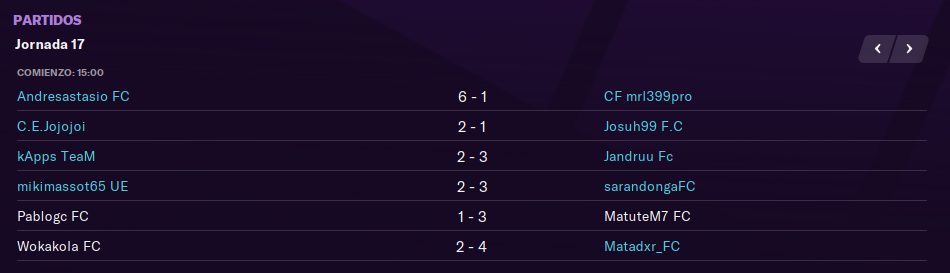 PARTIDOS
Jornada 17
COMIENZO: 15:00
Andresastasio FC 6 - 1 CF mrl399pro
C.E.Jojojoi 2 - 1 Josuh99 F.C
kApps TeaM 2 - 3 Jandruu Fc
mikimassot65 UE 2 - 3 sarandongaFC
Pablogc FC 1 - 3 MatuteM7 FC
Wokakola FC 2 - 4 Matadxr_FC